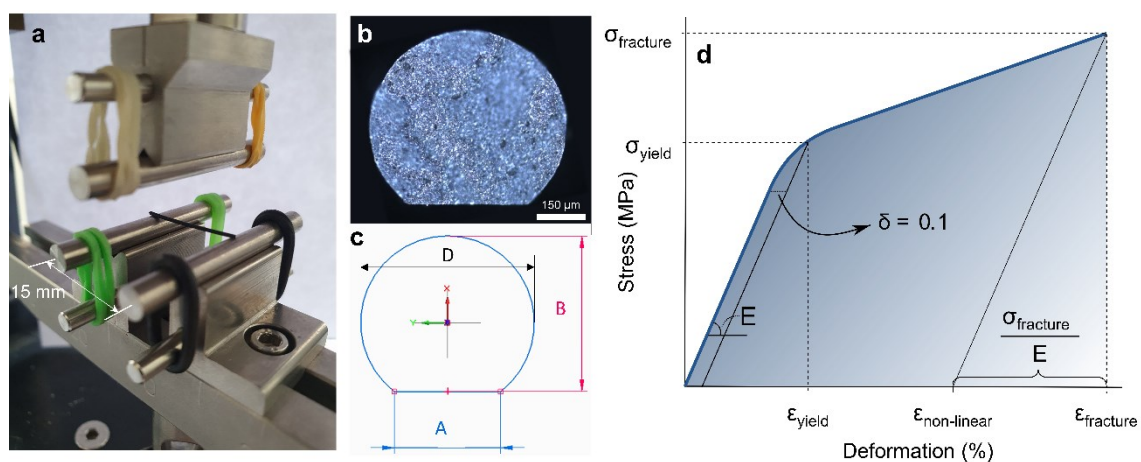 a
15 mm
b
150 µm
c
D
X
Y
B
A
d
σfracture
σyield
Stress (MPa)
δ = 0.1
E
σfracture
E
εyield
εnon-linear
εfracture
Deformation (%)